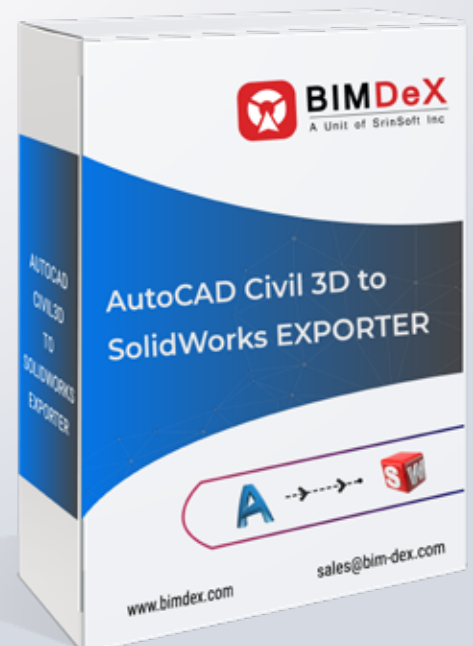 BIMDeX
A Unit of SrinSoft Inc
AUTOCAD
CIVIL3D
TO
SOLIDWORKS
EXPORTER
AutoCAD Civil 3D to
SolidWorks EXPORTER
A
S W
www.bimdex.com
sales@bim-dex.com